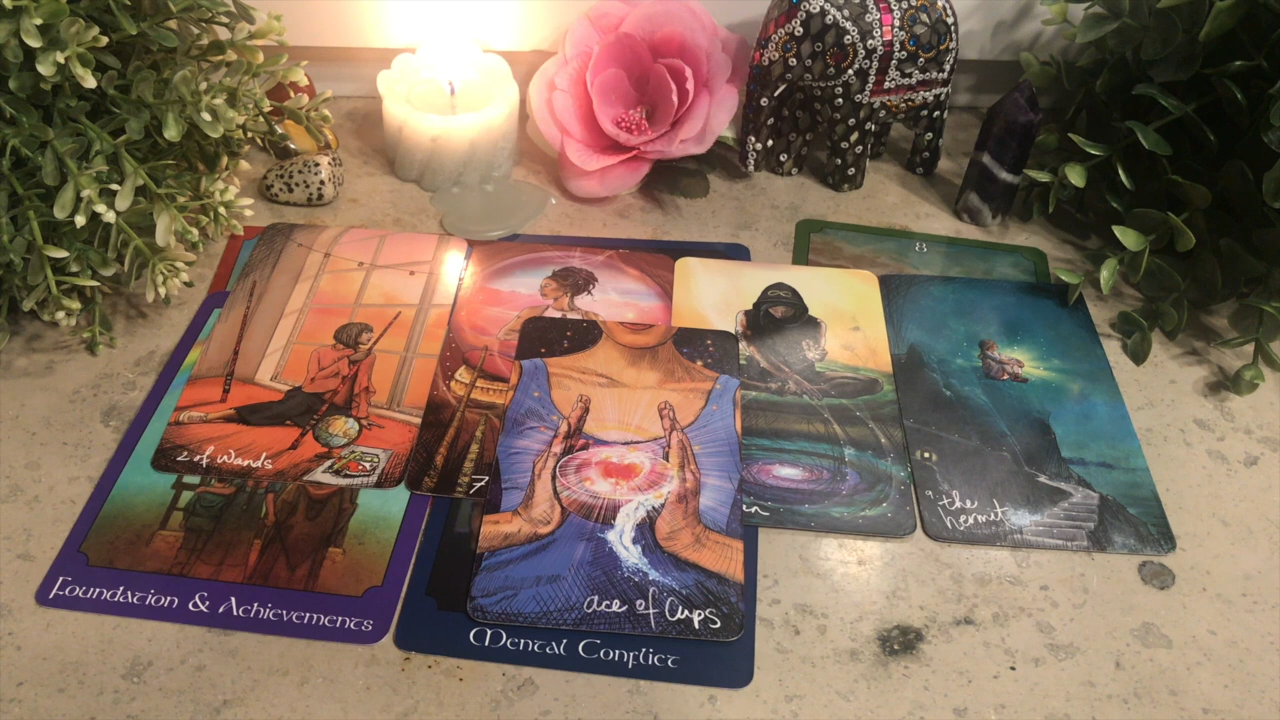 8
2 of Wands
7
9
the
hermit
ace of Cups
Foundation & Achievements
Mental Conflict